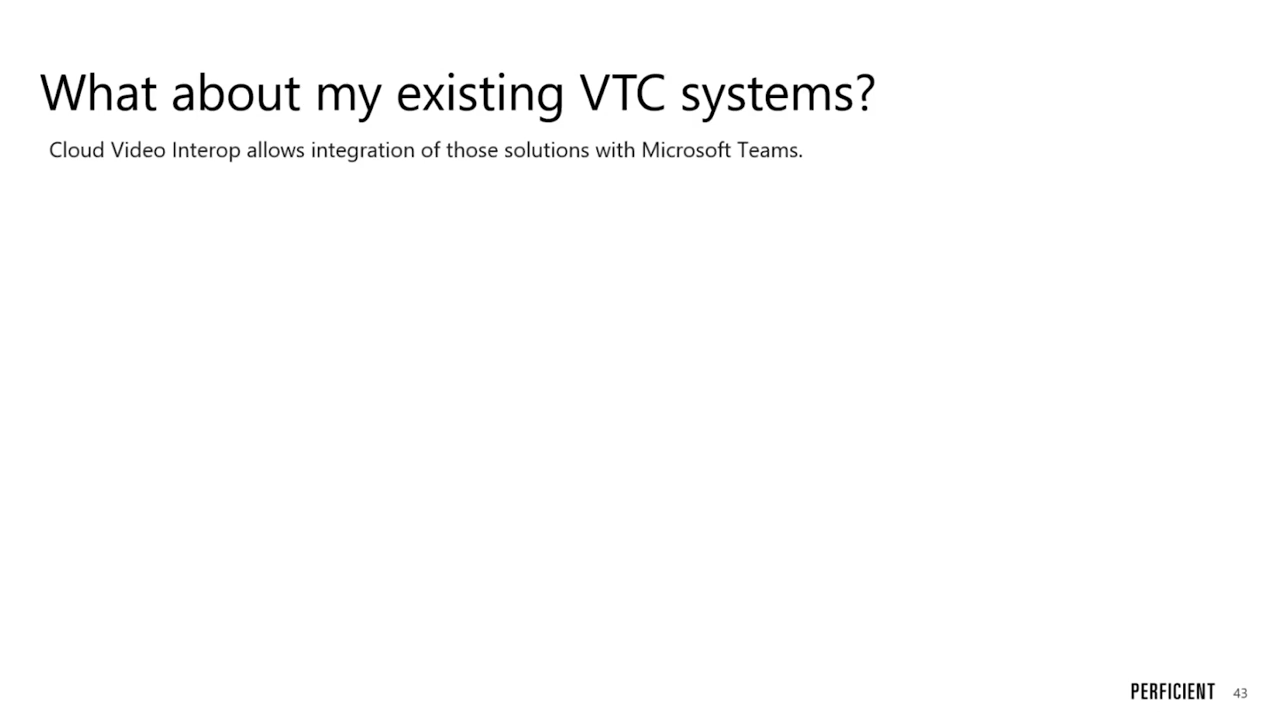 What about my existing VTC systems?
Cloud Video Interop allows integration of those solutions with Microsoft Teams.
PERFICIENT 43